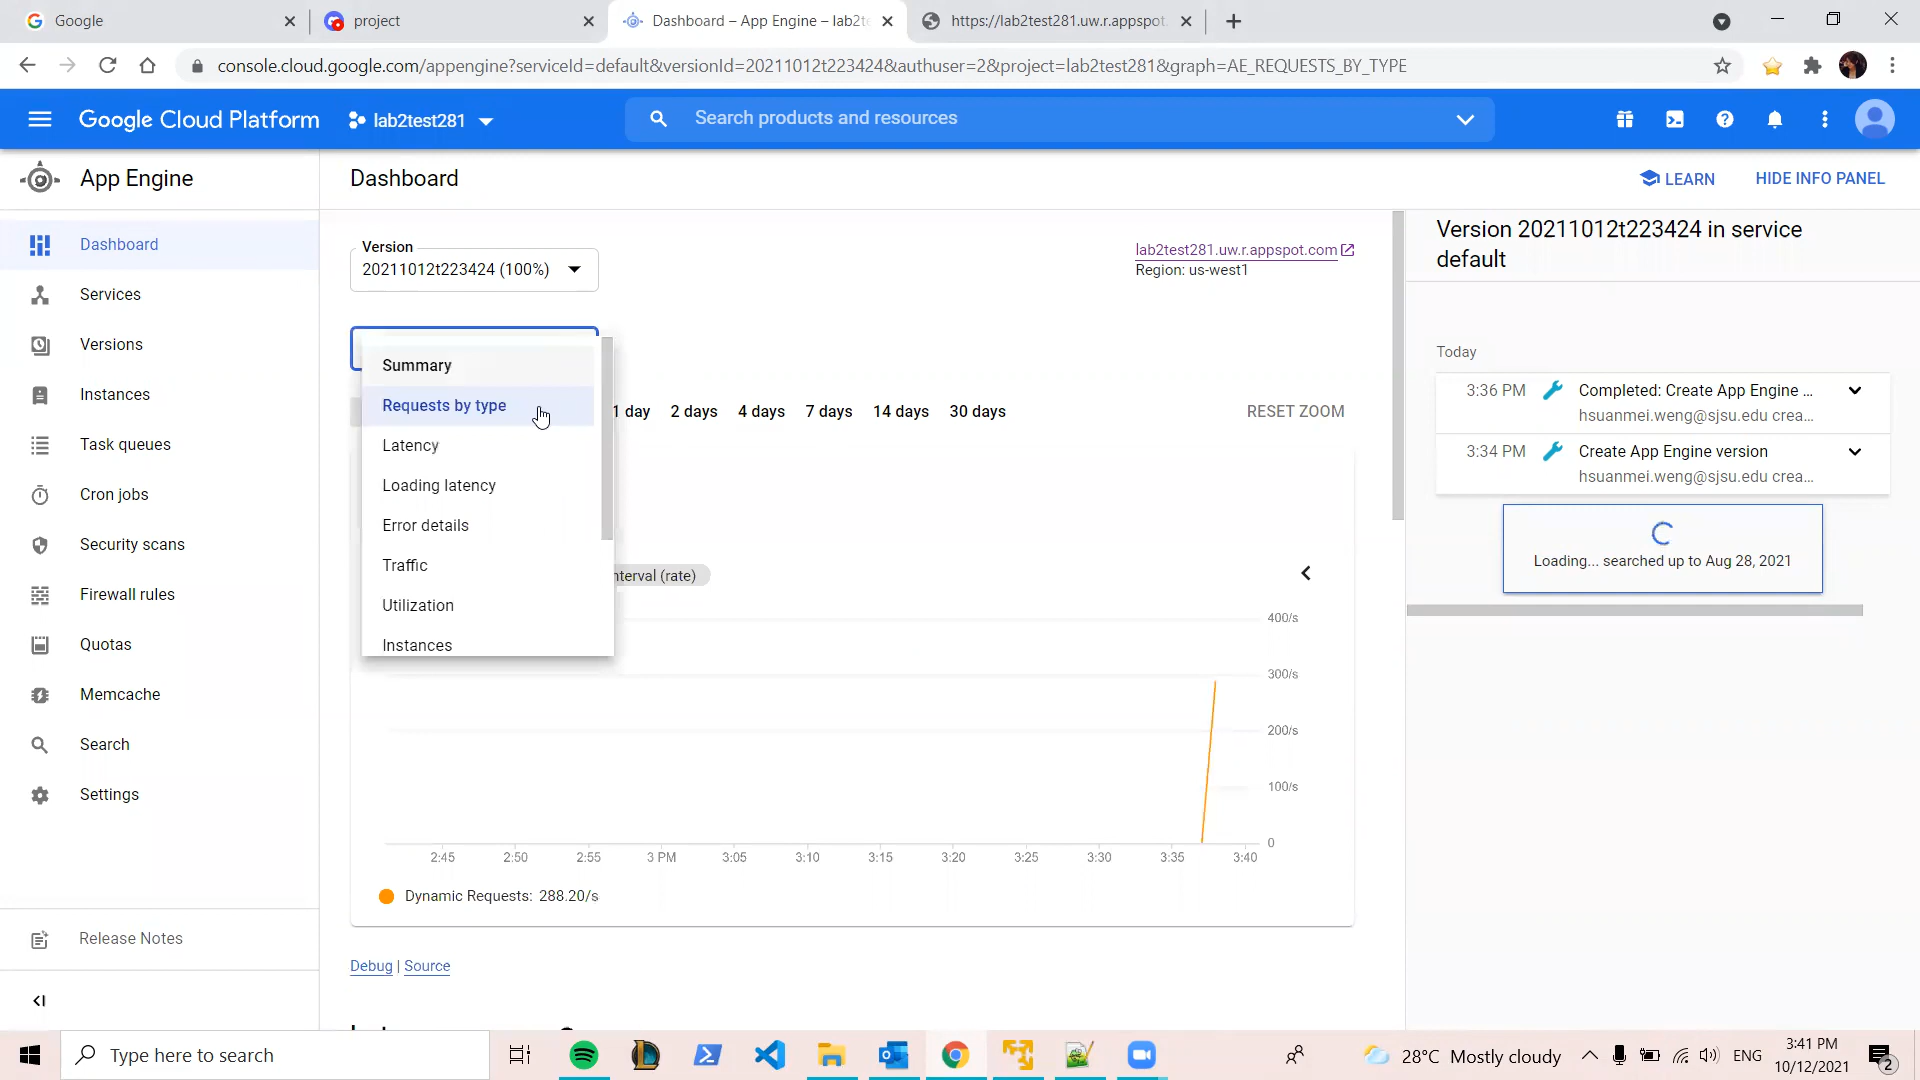 Google
project
Dashboard – App Engine – lab2te
https://lab2test281.uw.r.appspot.
console.cloud.google.com/appengine?serviceId=default&versionId=20211012t223424&authuser=2&project=lab2test281&graph=AE_REQUESTS_BY_TYPE
Google Cloud Platform
lab2test281
Search products and resources
App Engine
Dashboard
LEARN
HIDE INFO PANEL
Dashboard
Services
Versions
Instances
Task queues
Cron jobs
Security scans
Firewall rules
Quotas
Memcache
Search
Settings
Release Notes
Version
20211012t223424 (100%)
lab2test281.uw.r.appspot.com
Region: us-west1
Summary
Requests by type
Latency
Loading latency
Error details
Traffic
Utilization
Instances
1 day 2 days 4 days 7 days 14 days 30 days
RESET ZOOM
nterval (rate)
400/s
300/s
200/s
100/s
0
2:45 2:50 2:55 3 PM 3:05 3:10 3:15 3:20 3:25 3:30 3:35 3:40
Dynamic Requests: 288.20/s
Debug | Source
Version 20211012t223424 in service
default
Today
3:36 PM Completed: Create App Engine ...
hsuanmei.weng@sjsu.edu crea...
3:34 PM Create App Engine version
hsuanmei.weng@sjsu.edu crea...
Loading... searched up to Aug 28, 2021
Type here to search
28°C Mostly cloudy
ENG
3:41 PM
10/12/2021
2